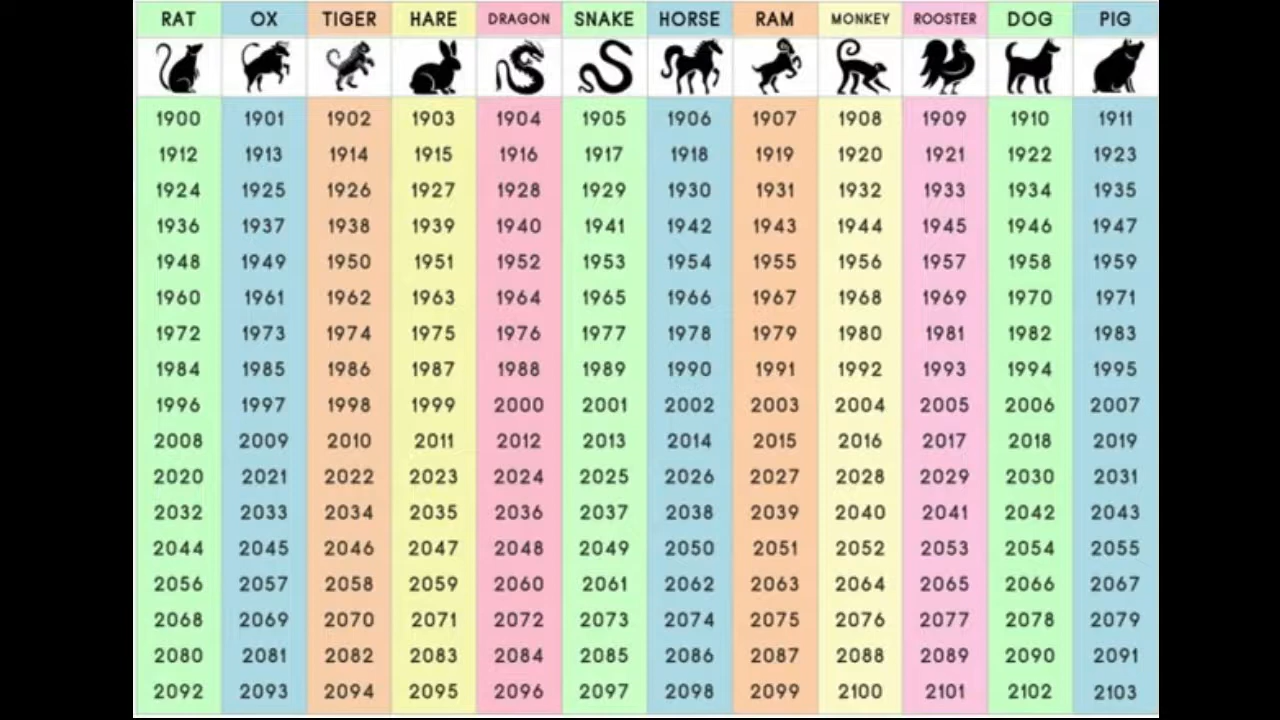 RAT OX TIGER HARE DRAGON SNAKE HORSE RAM MONKEY ROOSTER DOG PIG
1900 1901 1902 1903 1904 1905 1906 1907 1908 1909 1910 1911
1912 1913 1914 1915 1916 1917 1918 1919 1920 1921 1922 1923
1924 1925 1926 1927 1928 1929 1930 1931 1932 1933 1934 1935
1936 1937 1938 1939 1940 1941 1942 1943 1944 1945 1946 1947
1948 1949 1950 1951 1952 1953 1954 1955 1956 1957 1958 1959
1960 1961 1962 1963 1964 1965 1966 1967 1968 1969 1970 1971
1972 1973 1974 1975 1976 1977 1978 1979 1980 1981 1982 1983
1984 1985 1986 1987 1988 1989 1990 1991 1992 1993 1994 1995
1996 1997 1998 1999 2000 2001 2002 2003 2004 2005 2006 2007
2008 2009 2010 2011 2012 2013 2014 2015 2016 2017 2018 2019
2020 2021 2022 2023 2024 2025 2026 2027 2028 2029 2030 2031
2032 2033 2034 2035 2036 2037 2038 2039 2040 2041 2042 2043
2044 2045 2046 2047 2048 2049 2050 2051 2052 2053 2054 2055
2056 2057 2058 2059 2060 2061 2062 2063 2064 2065 2066 2067
2068 2069 2070 2071 2072 2073 2074 2075 2076 2077 2078 2079
2080 2081 2082 2083 2084 2085 2086 2087 2088 2089 2090 2091
2092 2093 2094 2095 2096 2097 2098 2099 2100 2101 2102 2103